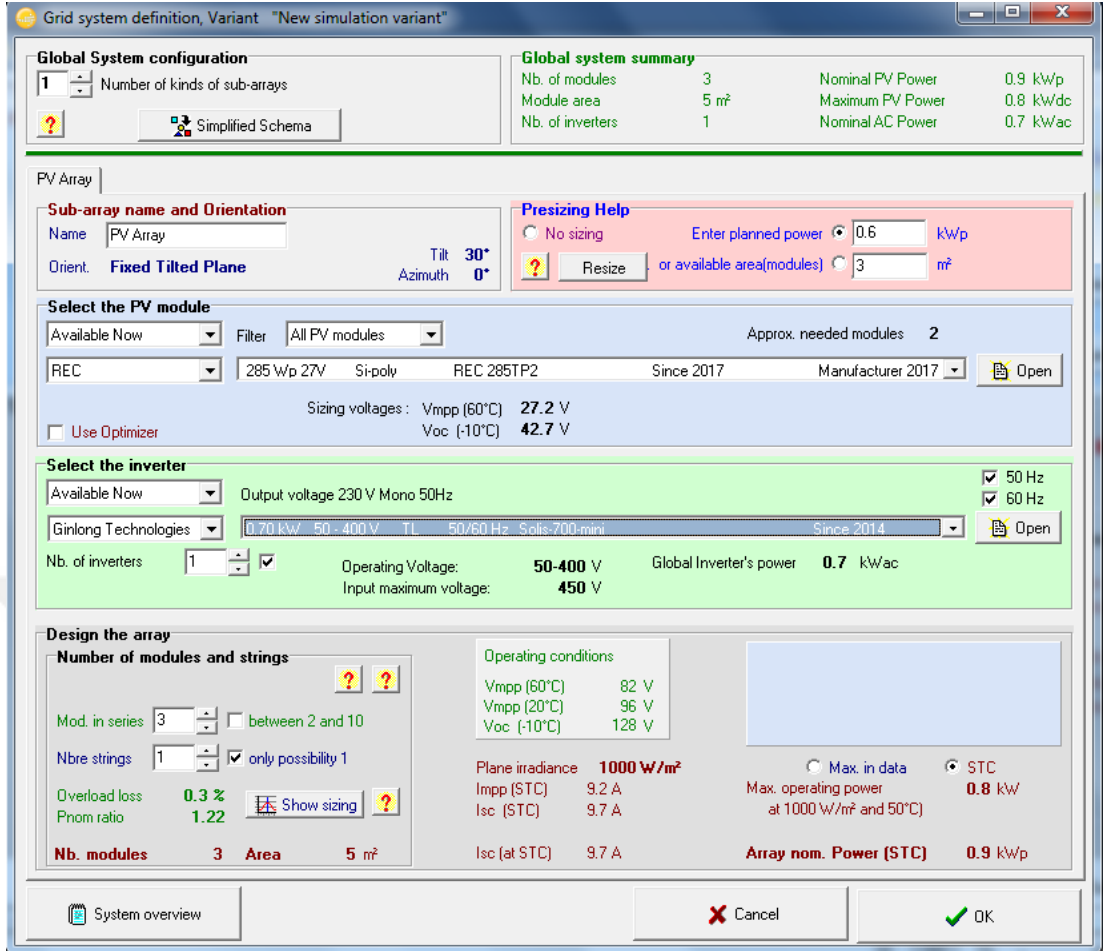 Grid system definition, Variant "New simulation variant"
Global System configuration
1 Number of kinds of sub-arrays
? Simplified Schema
Global system summary
Nb. of modules 3 Nominal PV Power 0.9 kWp
Module area 5 m² Maximum PV Power 0.8 kWdc
Nb. of inverters 1 Nominal AC Power 0.7 kWac
PV Array
Sub-array name and Orientation
Name PV Array
Orient. Fixed Tilted Plane
Tilt 30°
Azimuth 0°
Presizing Help
No sizing Enter planned power 0.6 kWp
? Resize . or available area(modules) 3 m²
Select the PV module
Available Now Filter All PV modules Approx. needed modules 2
REC 285 Wp 27V Si-poly REC 285TP2 Since 2017 Manufacturer 2017 Open
Sizing voltages : Vmpp (60°C) 27.2 V
Use Optimizer Voc (-10°C) 42.7 V
Select the inverter
50 Hz
Available Now Output voltage 230 V Mono 50Hz 60 Hz
Ginlong Technologies 0.70 kW 50 - 400 V TL 50/60 Hz Solis-700-mini Since 2014 Open
Nb. of inverters 1 Operating Voltage: 50-400 V Global Inverter's power 0.7 kWac
Input maximum voltage: 450 V
Design the array
Number of modules and strings
? ?
Mod. in series 3 between 2 and 10
Nbre strings 1 only possibility 1
Overload loss 0.3 %
Pnom ratio 1.22
Show sizing ?
Nb. modules 3 Area 5 m²
Operating conditions
Vmpp (60°C) 82 V
Vmpp (20°C) 96 V
Voc (-10°C) 128 V
Plane irradiance 1000 W/m²
Impp (STC) 9.2 A
Isc (STC) 9.7 A
Isc (at STC) 9.7 A
Max. in data STC
Max. operating power 0.8 kW
at 1000 W/m² and 50°C)
Array nom. Power (STC) 0.9 kWp
System overview Cancel OK